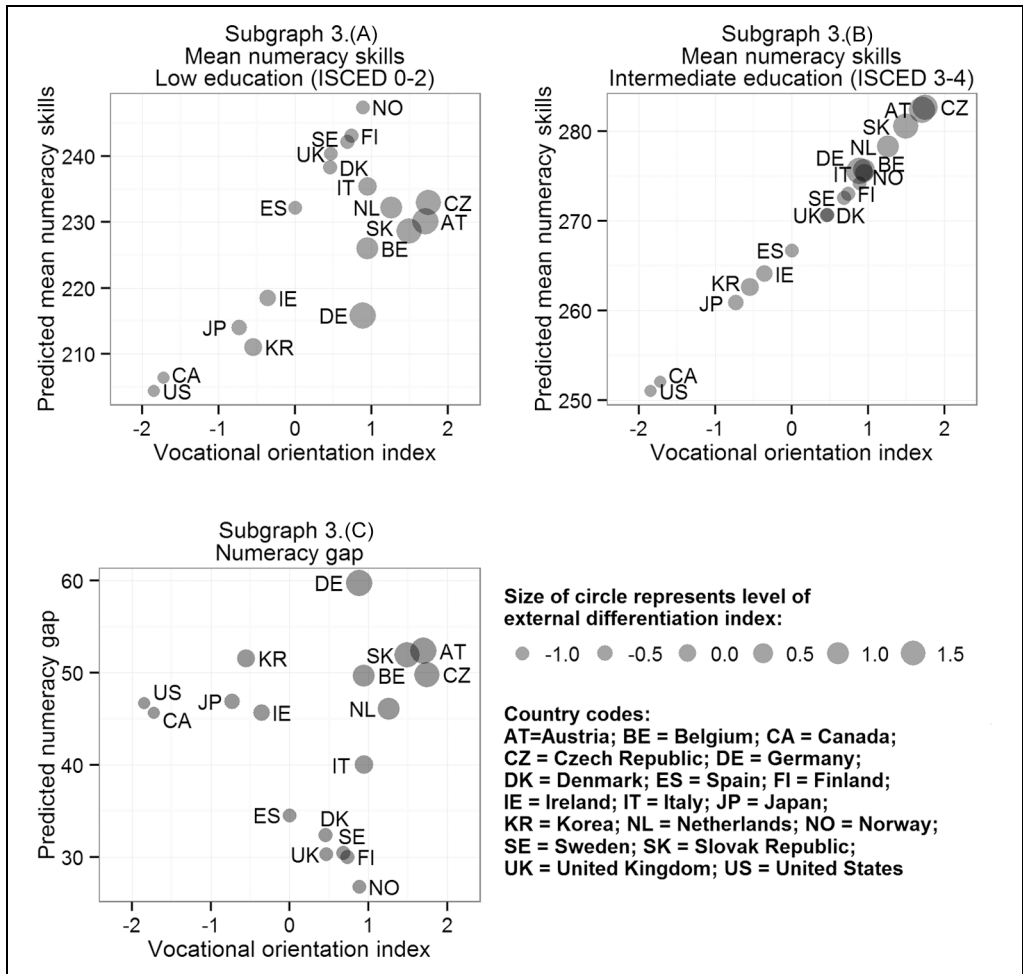 Subgraph 3.(A)
Mean numeracy skills
Low education (ISCED 0-2)
Predicted mean numeracy skills
240
230
220
210
NO
SE
FI
UK
DK
IT
ES
NL
CZ
SK
AT
BE
IE
DE
JP
KR
CA
US
-2
-1
0
1
2
Vocational orientation index
Subgraph 3.(B)
Mean numeracy skills
Intermediate education (ISCED 3-4)
Predicted mean numeracy skills
280
270
260
250
AT
CZ
SK
NL
DE
BE
IT
NO
SE
FI
UK
DK
ES
IE
KR
JP
CA
US
-2
-1
0
1
2
Vocational orientation index
Subgraph 3.(C)
Numeracy gap
Predicted numeracy gap
60
50
40
30
DE
KR
SK
AT
BE
CZ
US
JP
CA
IE
NL
IT
ES
DK
SE
UK
FI
NO
-2
-1
0
1
2
Vocational orientation index
Size of circle represents level of
external differentiation index:
-1.0
-0.5
0.0
0.5
1.0
1.5
Country codes:
AT=Austria; BE = Belgium; CA = Canada;
CZ = Czech Republic; DE = Germany;
DK = Denmark; ES = Spain; FI = Finland;
IE = Ireland; IT = Italy; JP = Japan;
KR = Korea; NL = Netherlands; NO = Norway;
SE = Sweden; SK = Slovak Republic;
UK = United Kingdom; US = United States